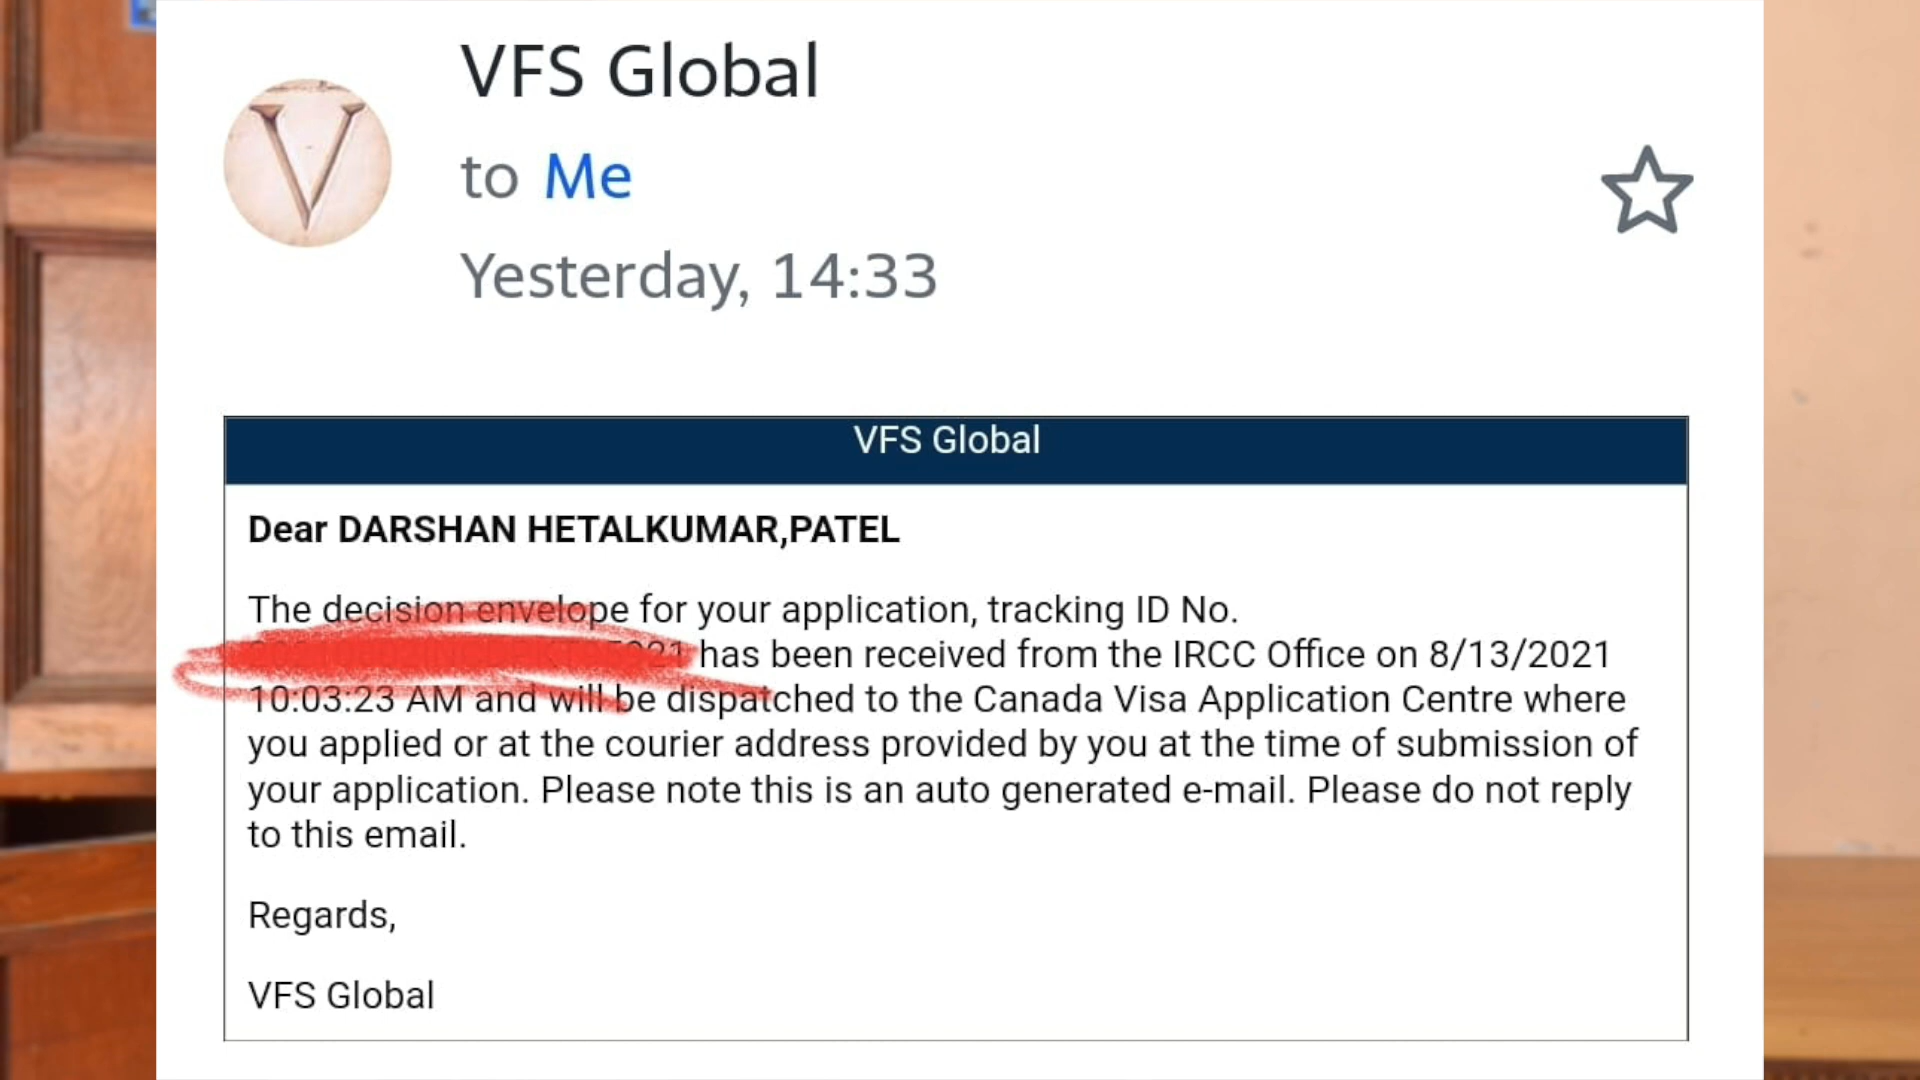 VFS Global
to Me
Yesterday, 14:33
VFS Global
Dear DARSHAN HETALKUMAR,PATEL
The decision envelope for your application, tracking ID No.
has been received from the IRCC Office on 8/13/2021
10:03:23 AM and will be dispatched to the Canada Visa Application Centre where
you applied or at the courier address provided by you at the time of submission of
your application. Please note this is an auto generated e-mail. Please do not reply
to this email.
Regards,
VFS Global